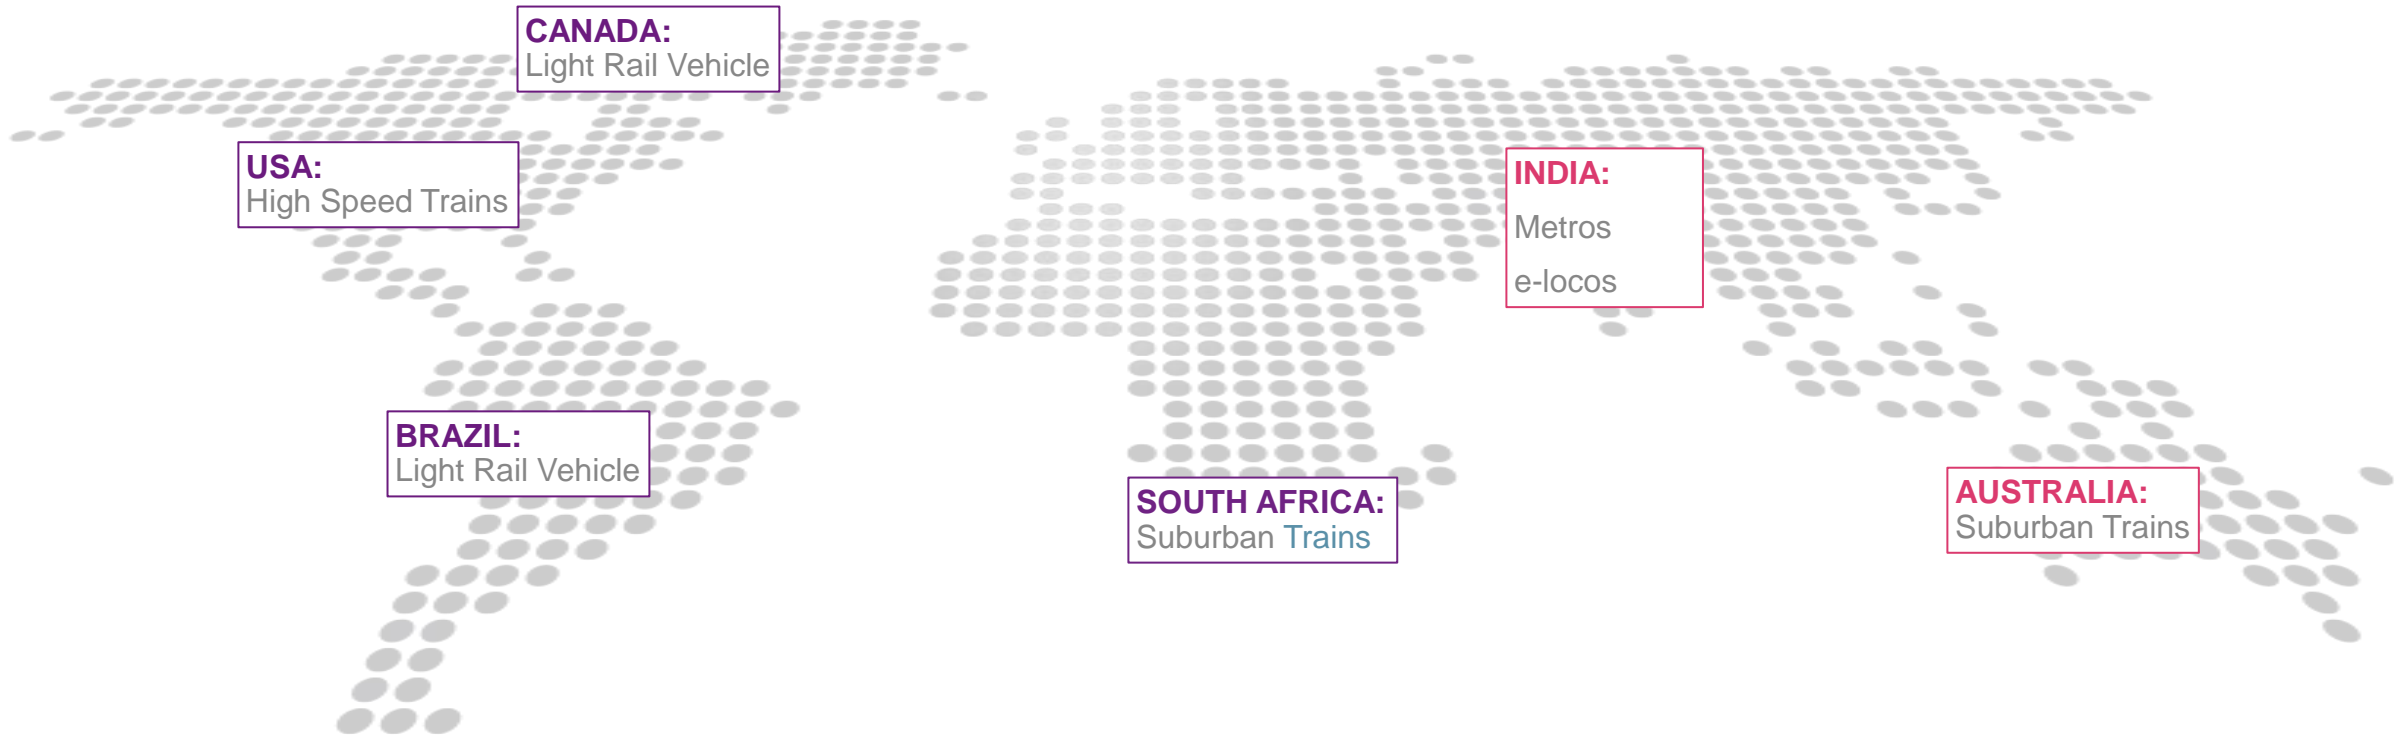 CANADA:
Light Rail Vehicle
USA:
High Speed Trains
INDIA:
Metros
e-locos
BRAZIL:
Light Rail Vehicle
SOUTH AFRICA:
Suburban Trains
AUSTRALIA:
Suburban Trains